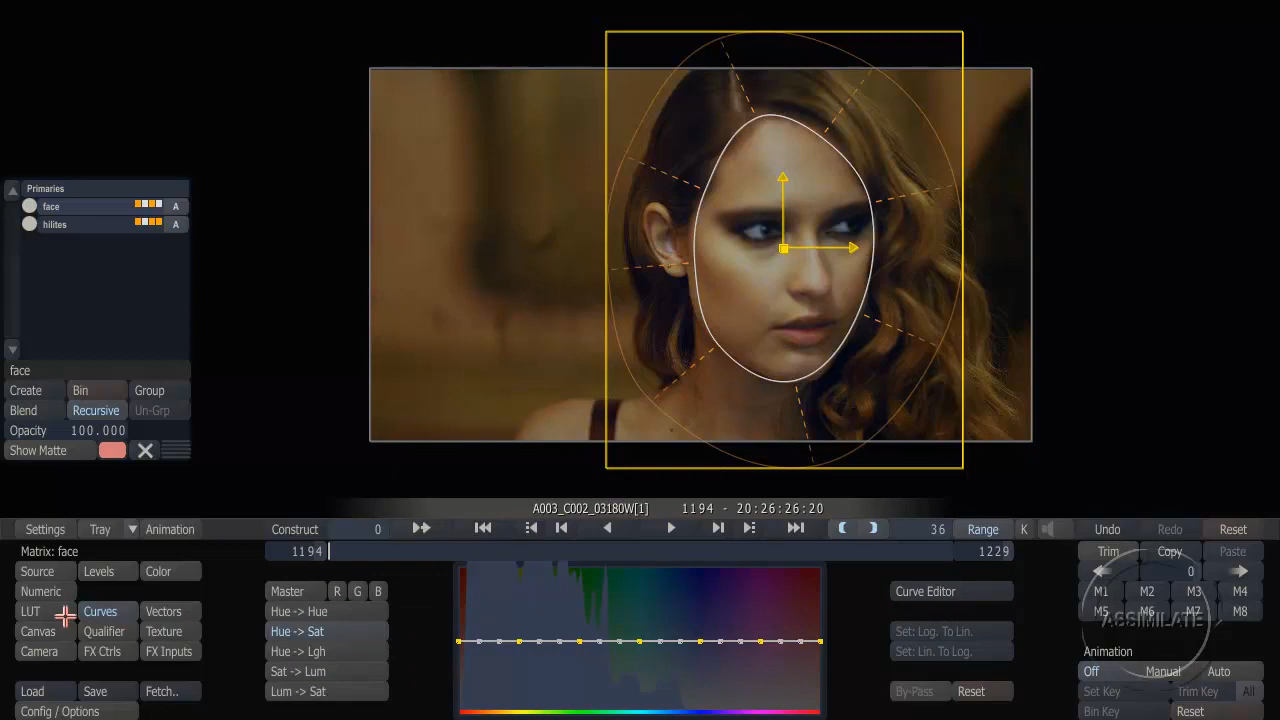 Primaries
face A
hilites A
face
Create Bin Group
Blend Recursive Un-Grp
Opacity 100.000
Show Matte
A003_C002_03180W[1] 1194 - 20:26:26:20
Settings Tray Animation Construct 0 36 Range K Undo Redo Reset
Matrix: face 1194 1229 Trim Copy Paste
Source Levels Color 0
Numeric Master R G B Curve Editor M1 M2 M3 M4
LUT Curves Vectors Hue -> Hue M5 M6 M7 M8
ASSIMILATE
Canvas Qualifier Texture Hue -> Sat Set: Log. To Lin.
Camera FX Ctrls FX Inputs Hue -> Lgh Set: Lin. To Log. Animation
Sat -> Lum Off Manual Auto
Load Save Fetch.. Lum -> Sat By-Pass Reset Set Key Trim Key All
Config / Options Bin Key Reset